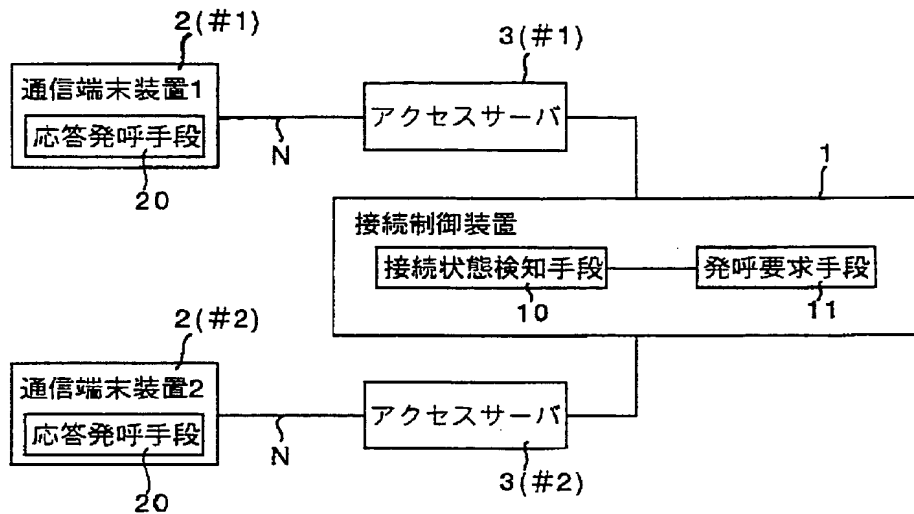 2(#1)
通信端末装置1
応答発呼手段
20
N
3(#1)
アクセスサーバ
1
接続制御装置
接続状態検知手段
発呼要求手段
10
11
2(#2)
通信端末装置2
応答発呼手段
20
N
アクセスサーバ
3(#2)